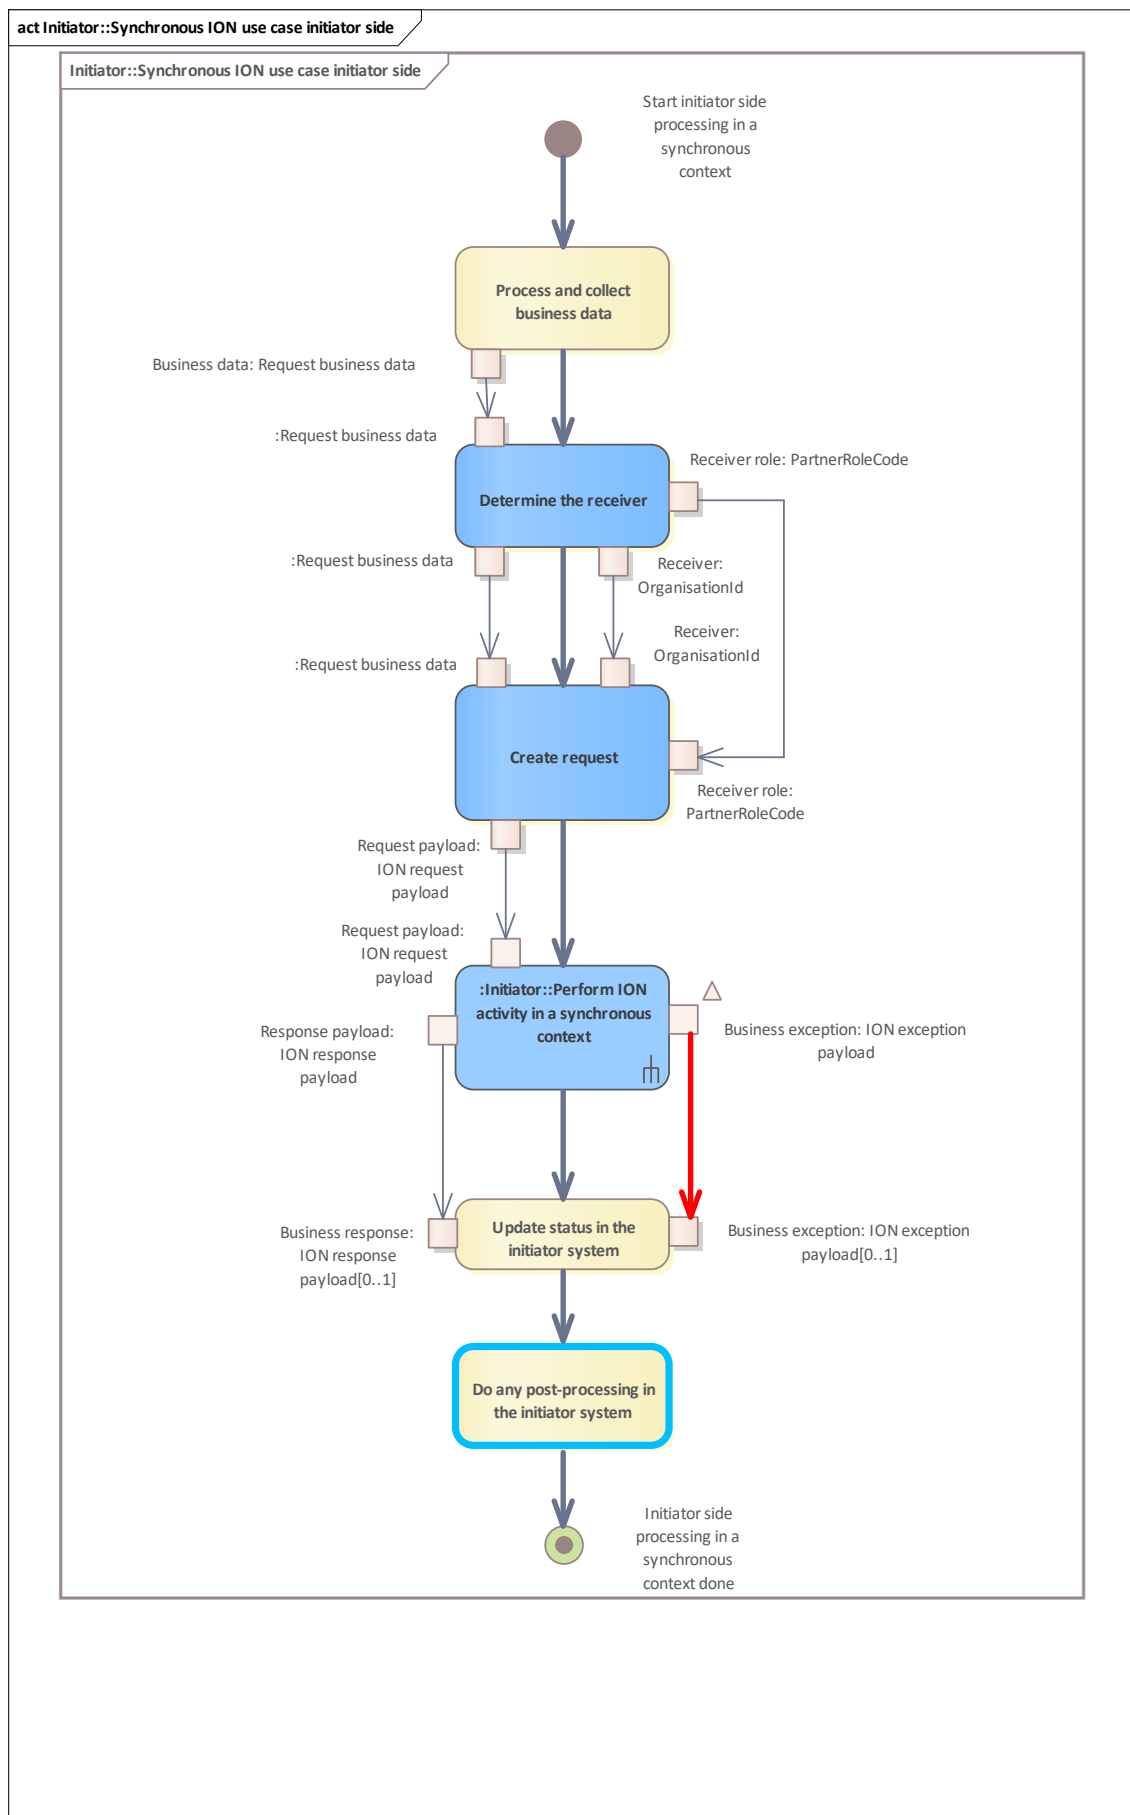 act Initiator::Synchronous ION use case initiator side
Initiator::Synchronous ION use case initiator side
Start initiator side
processing in a
synchronous
context
Process and collect
business data
Business data: Request business data
:Request business data
Receiver role: PartnerRoleCode
Determine the receiver
:Request business data
Receiver:
OrganisationId
Receiver:
OrganisationId
:Request business data
Create request
Receiver role:
PartnerRoleCode
Request payload:
ION request
payload
Request payload:
ION request
payload
:Initiator::Perform ION
activity in a synchronous
context
Response payload:
ION response
payload
Business exception: ION exception
payload
Update status in the
initiator system
Business response:
ION response
payload[0..1]
Business exception: ION exception
payload[0..1]
Do any post-processing in
the initiator system
Initiator side
processing in a
synchronous
context done